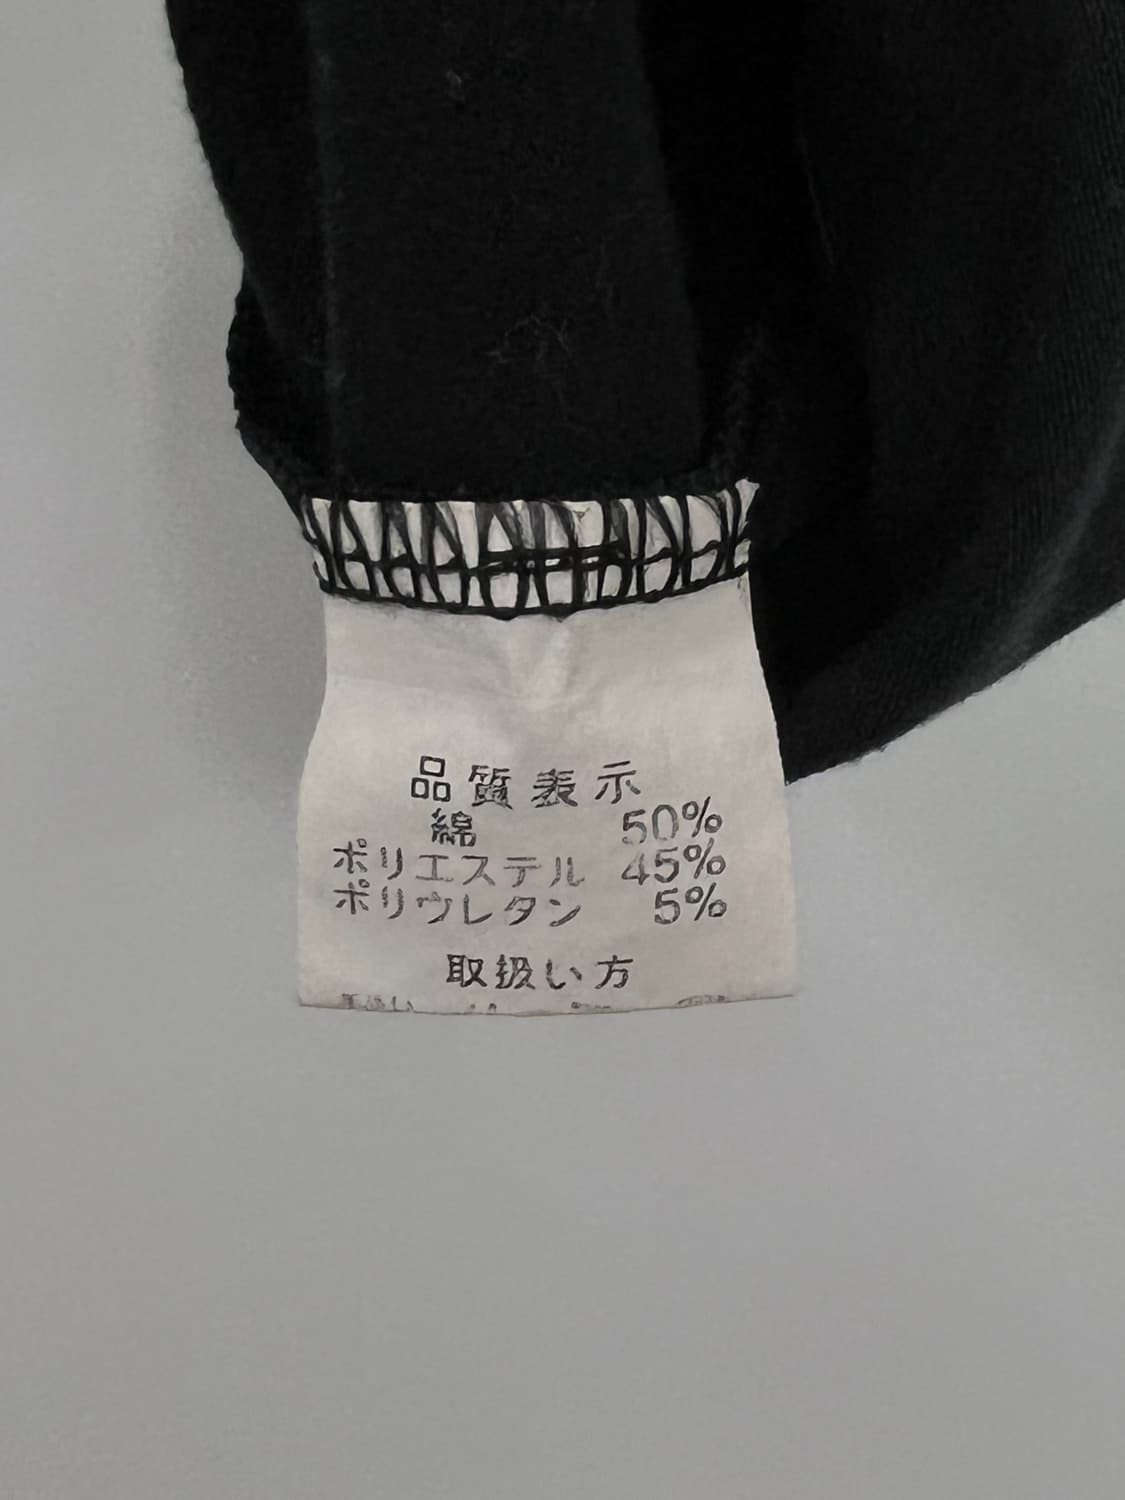 品質表示
綿 50%
ポリエステル 45%
ポリウレタン 5%
取扱い方